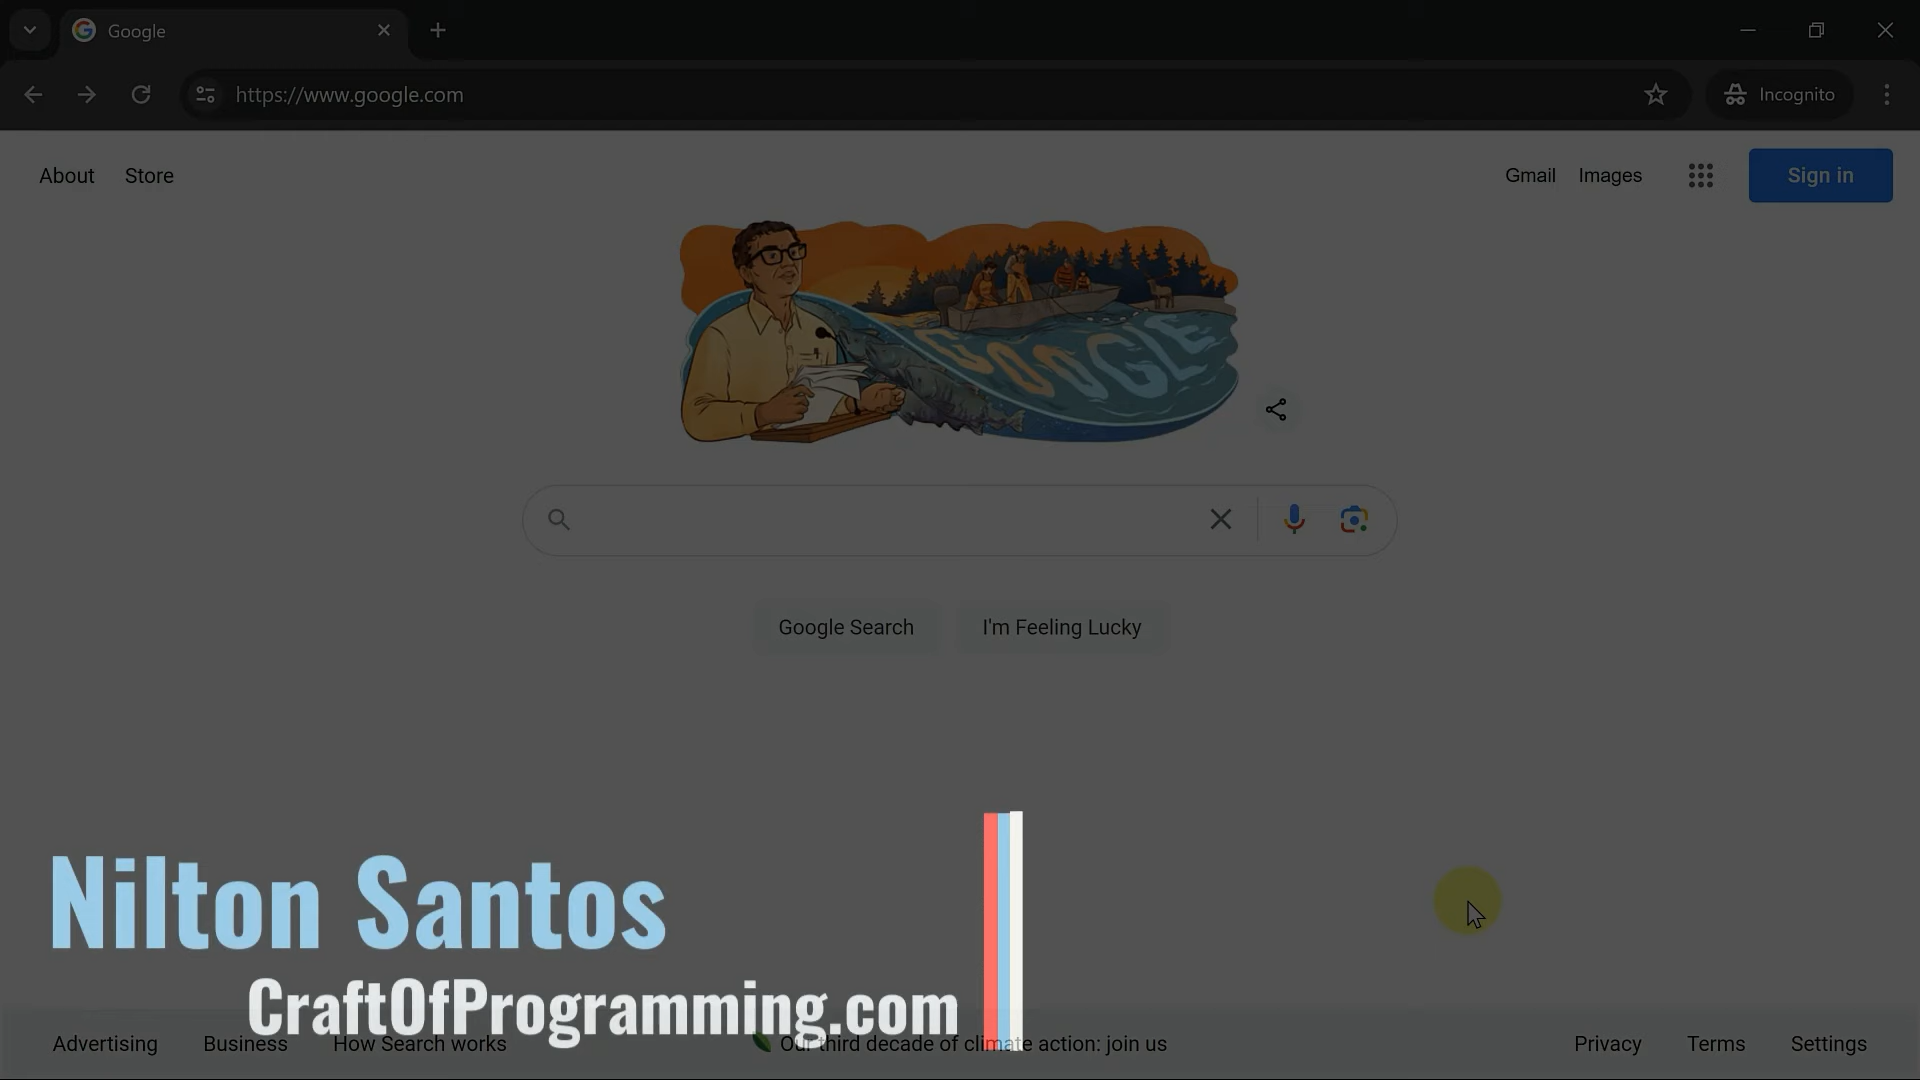 Google
https://www.google.com
Incognito
About Store
Gmail Images Sign in
GOOGLE
Google Search I'm Feeling Lucky
Nilton Santos
CraftOfProgramming.com
Advertising Business How Search works
Our third decade of climate action: join us
Privacy Terms Settings